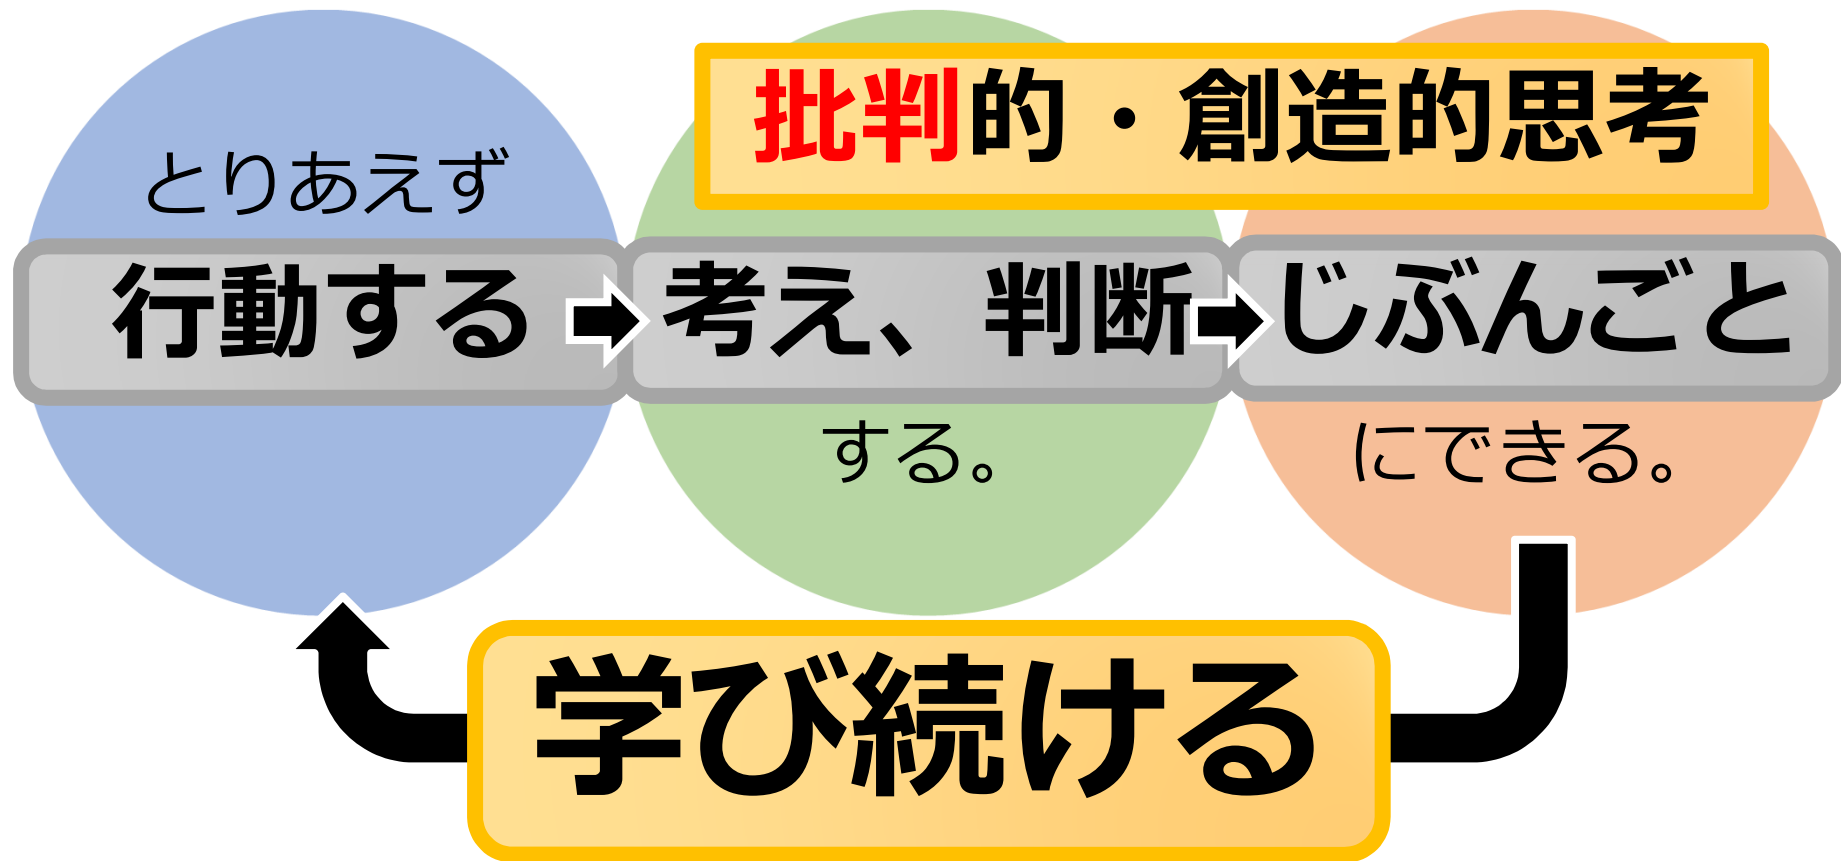 批判的・創造的思考
とりあえず
行動する
考え、判断
する。
じぶんごと
にできる。
学び続ける